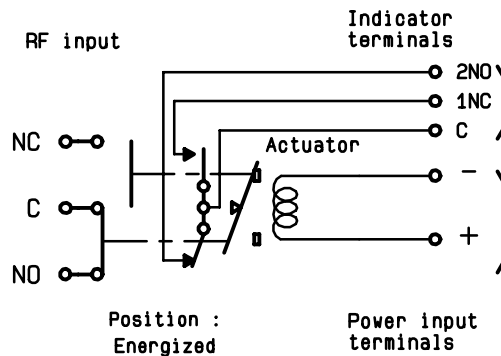 RF input
Indicator
terminals
2NO
1NC
NC
C
Actuator
-
C
+
NO
Position :
Energized
Power input
terminals